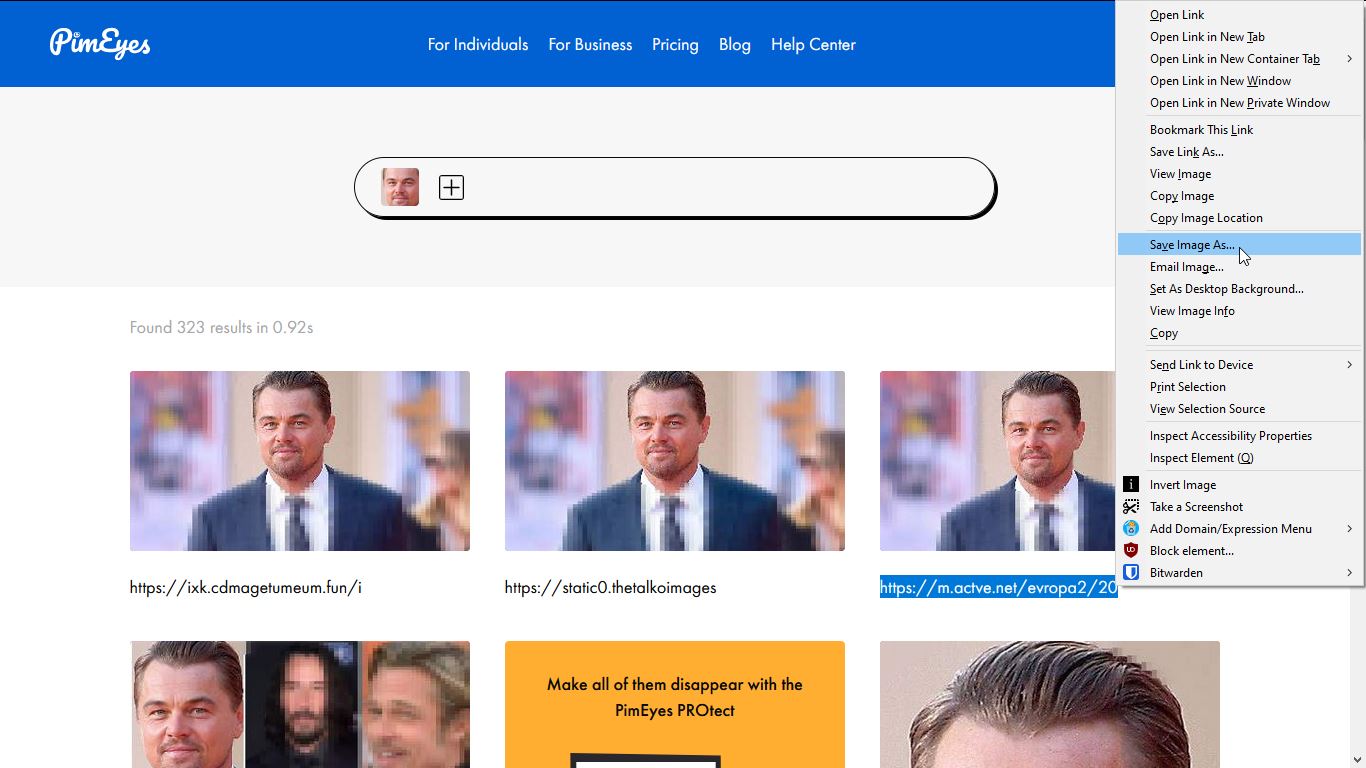 PimEyes
For Individuals
For Business
Pricing
Blog
Help Center
Found 323 results in 0.92s
https://ixk.cdmagetumeum.fun/i
https://static0.thetalkoimages
https://m.actve.net/evropa2/20
Make all of them disappear with the
PimEyes PROtect
Open Link
Open Link in New Tab
Open Link in New Container Tab
Open Link in New Window
Open Link in New Private Window
Bookmark This Link
Save Link As...
View Image
Copy Image
Copy Image Location
Save Image As...
Email Image...
Set As Desktop Background...
View Image Info
Copy
Send Link to Device
Print Selection
View Selection Source
Inspect Accessibility Properties
Inspect Element (Q)
Invert Image
Take a Screenshot
Add Domain/Expression Menu
Block element...
Bitwarden